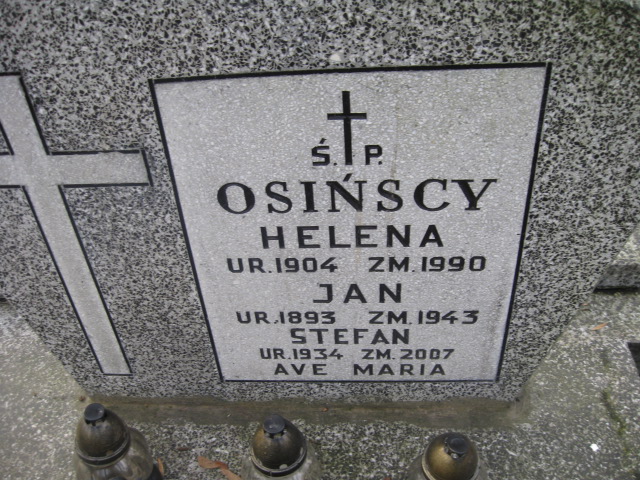 Ś. P.
OSIŃSCY
HELENA
UR.1904 ZM.1990
JAN
UR.1893 ZM.1943
STEFAN
UR.1934 ZM.2007
AVE MARIA